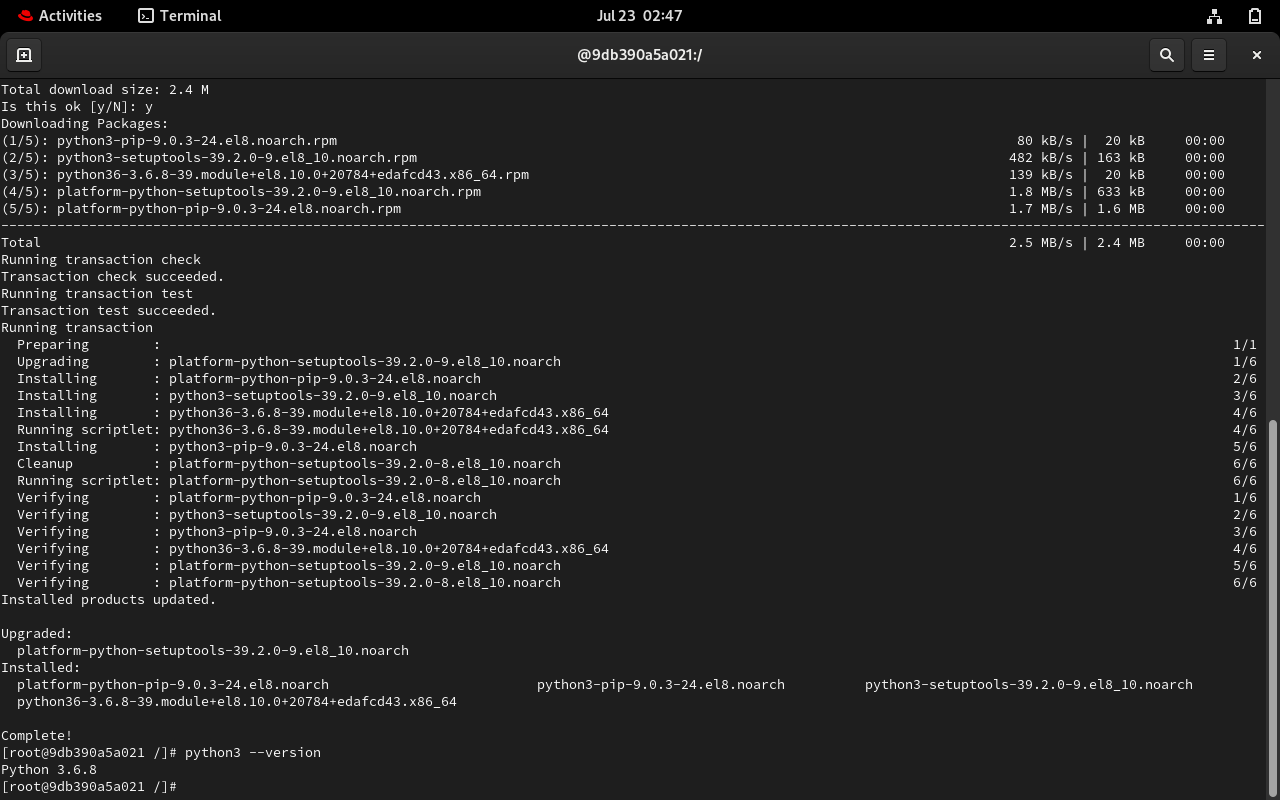 Activities Terminal Jul 23 02:47
@9db390a5a021:/
Total download size: 2.4 M
Is this ok [y/N]: y
Downloading Packages:
(1/5): python3-pip-9.0.3-24.el8.noarch.rpm 80 kB/s | 20 kB 00:00
(2/5): python3-setuptools-39.2.0-9.el8_10.noarch.rpm 482 kB/s | 163 kB 00:00
(3/5): python36-3.6.8-39.module+el8.10.0+20784+edafcd43.x86_64.rpm 139 kB/s | 20 kB 00:00
(4/5): platform-python-setuptools-39.2.0-9.el8_10.noarch.rpm 1.8 MB/s | 633 kB 00:00
(5/5): platform-python-pip-9.0.3-24.el8.noarch.rpm 1.7 MB/s | 1.6 MB 00:00
--------------------------------------------------------------------------------
Total 2.5 MB/s | 2.4 MB 00:00
Running transaction check
Transaction check succeeded.
Running transaction test
Transaction test succeeded.
Running transaction
Preparing : 1/1
Upgrading : platform-python-setuptools-39.2.0-9.el8_10.noarch 1/6
Installing : platform-python-pip-9.0.3-24.el8.noarch 2/6
Installing : python3-setuptools-39.2.0-9.el8_10.noarch 3/6
Installing : python36-3.6.8-39.module+el8.10.0+20784+edafcd43.x86_64 4/6
Running scriptlet: python36-3.6.8-39.module+el8.10.0+20784+edafcd43.x86_64 4/6
Installing : python3-pip-9.0.3-24.el8.noarch 5/6
Cleanup : platform-python-setuptools-39.2.0-8.el8_10.noarch 6/6
Running scriptlet: platform-python-setuptools-39.2.0-8.el8_10.noarch 6/6
Verifying : platform-python-pip-9.0.3-24.el8.noarch 1/6
Verifying : python3-setuptools-39.2.0-9.el8_10.noarch 2/6
Verifying : python3-pip-9.0.3-24.el8.noarch 3/6
Verifying : python36-3.6.8-39.module+el8.10.0+20784+edafcd43.x86_64 4/6
Verifying : platform-python-setuptools-39.2.0-9.el8_10.noarch 5/6
Verifying : platform-python-setuptools-39.2.0-8.el8_10.noarch 6/6
Installed products updated.
Upgraded:
platform-python-setuptools-39.2.0-9.el8_10.noarch
Installed:
platform-python-pip-9.0.3-24.el8.noarch python3-pip-9.0.3-24.el8.noarch python3-setuptools-39.2.0-9.el8_10.noarch
python36-3.6.8-39.module+el8.10.0+20784+edafcd43.x86_64
Complete!
[root@9db390a5a021 /]# python3 --version
Python 3.6.8
[root@9db390a5a021 /]#